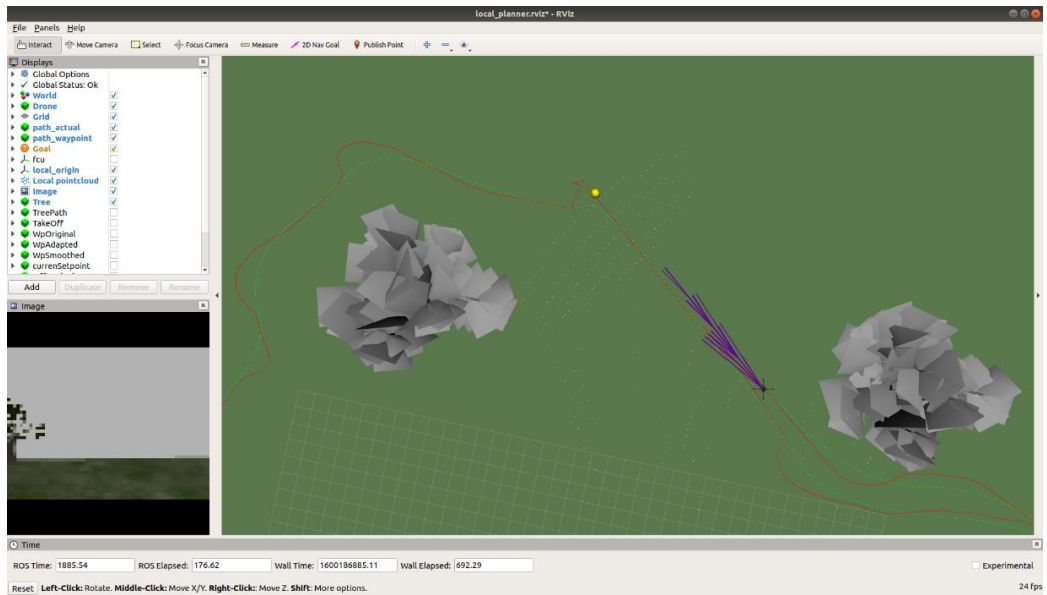 local_planner.rviz* - RViz
File Panels Help
Interact Move Camera Select Focus Camera Measure 2D Nav Goal Publish Point
Displays
Global Options
Global Status: Ok
World
Drone
Grid
path_actual
path_waypoint
Goal
fcu
local_origin
Local pointcloud
Image
Tree
TreePath
TakeOff
WpOriginal
WpAdapted
WpSmoothed
currenSetpoint
Add Duplicate Remove Rename
Image
Time
ROS Time: 1885.54 ROS Elapsed: 176.62 Wall Time: 1600186885.11 Wall Elapsed: 692.29 Experimental
Reset Left-Click: Rotate. Middle-Click: Move X/Y. Right-Click:: Move Z. Shift: More options. 24 fps